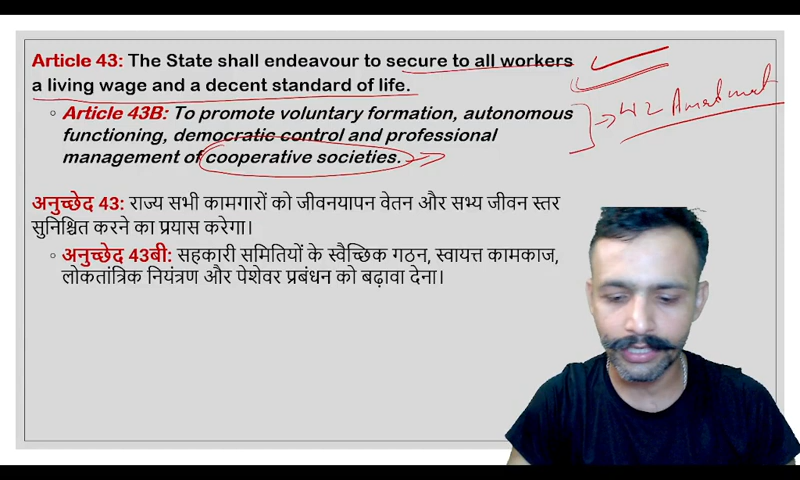 Article 43: The State shall endeavour to secure to all workers
a living wage and a decent standard of life.
Article 43B: To promote voluntary formation, autonomous
functioning, democratic control and professional
management of cooperative societies.
42 Amendment
अनुच्छेद 43: राज्य सभी कामगारों को जीवनयापन वेतन और सभ्य जीवन स्तर
सुनिश्चित करने का प्रयास करेगा।
अनुच्छेद 43बी: सहकारी समितियों के स्वैच्छिक गठन, स्वायत्त कामकाज,
लोकतांत्रिक नियंत्रण और पेशेवर प्रबंधन को बढ़ावा देना।